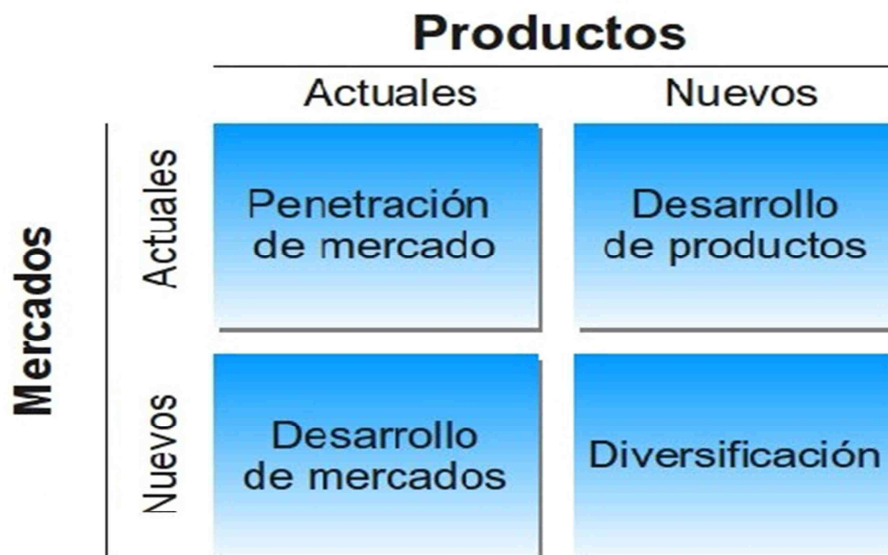 Productos
Actuales
Nuevos
Mercados
Actuales
Penetración
de mercado
Desarrollo
de productos
Nuevos
Desarrollo
de mercados
Diversificación